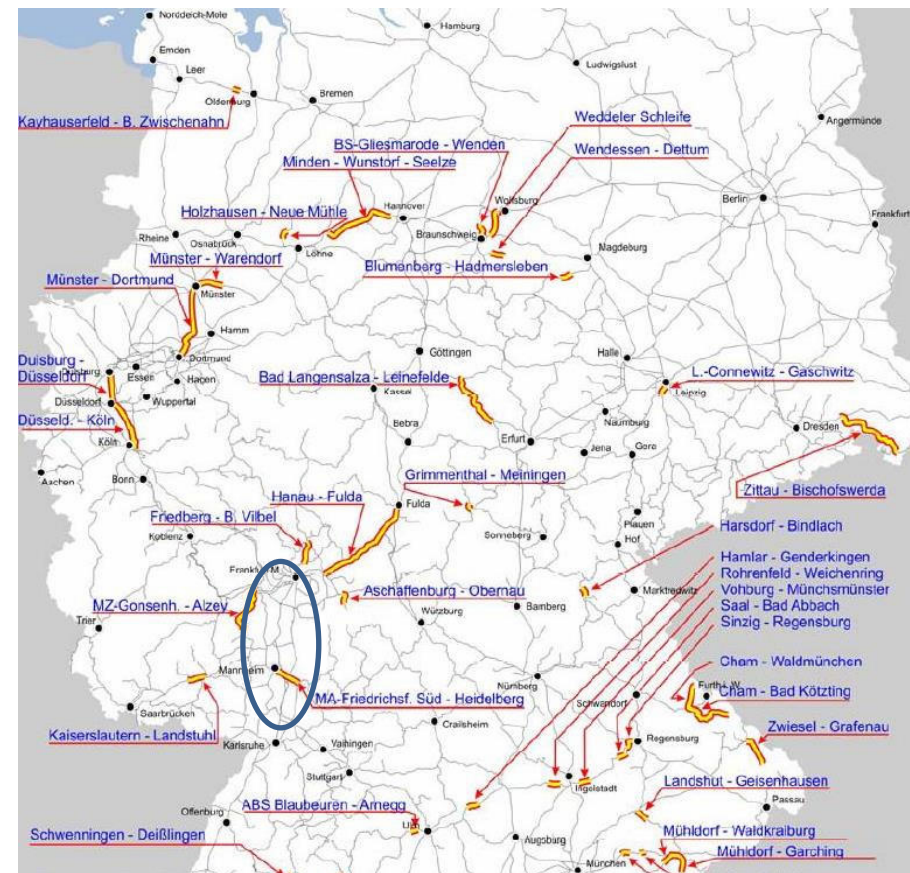 Norddeich-Mole
Hamburg
Emden
Leer
Ludwigslust
Oldenburg
Bremen
Kayhauserfeld - B. Zwischenahn
Angermünde
Weddeler Schleife
BS-Gliesmarode - Wenden
Minden - Wunstorf - Seelze
Wendessen - Dettum
Berlin
Wolfsburg
Holzhausen - Neue Mühle
Hannover
Frankfurt
Rheine
Osnabrück
Braunschweig
Löhne
Magdeburg
Münster - Warendorf
Blumenberg - Hadmersleben
Münster - Dortmund
Münster
Hamm
Göttingen
Halle
Duisburg -
Düsseldorf
Duisburg
Essen
Dortmund
Hagen
Bad Langensalza - Leinefelde
Kassel
L.-Connewitz - Gaschwitz
Leipzig
Düsseldorf
Wuppertal
Düsseld. - Köln
Naumburg
Dresden
Köln
Bebra
Erfurt
Jena
Gera
Aachen
Bonn
Grimmenthal - Meiningen
Zittau - Bischofswerda
Hanau - Fulda
Fulda
Friedberg - B. Vilbel
Plauen
Harsdorf - Bindlach
Koblenz
Sonneberg
Hof
Hamlar - Genderkingen
Rohrenfeld - Weichenring
Marktredwitz
Vohburg - Münchsmünster
Aschaffenburg - Obernau
MZ-Gonsenh. - Alzey
Würzburg
Bamberg
Saal - Bad Abbach
Trier
Sinzig - Regensburg
Cham - Waldmünchen
Mannheim
Nürnberg
Furth i. W.
Cham - Bad Kötzting
MA-Friedrichsf. Süd - Heidelberg
Schwandorf
Saarbrücken
Crailsheim
Zwiesel - Grafenau
Kaiserslautern - Landstuhl
Karlsruhe
Vaihingen
Regensburg
Stuttgart
Ingolstadt
Landshut - Geisenhausen
Passau
Offenburg
ABS Blaubeuren - Arnegg
Ulm
Augsburg
Mühldorf - Waldkraiburg
Schwenningen - Deißlingen
Mühldorf - Garching
München